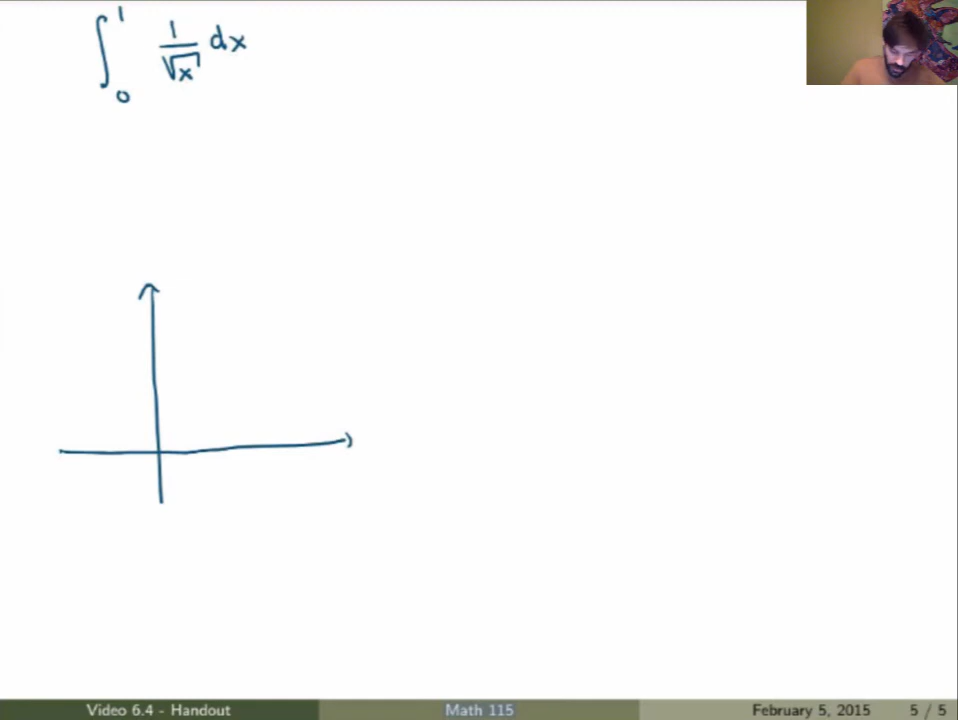 ∫₀¹ 1/√x dx
Video 6.4 - Handout
Math 115
February 5, 2015 5 / 5